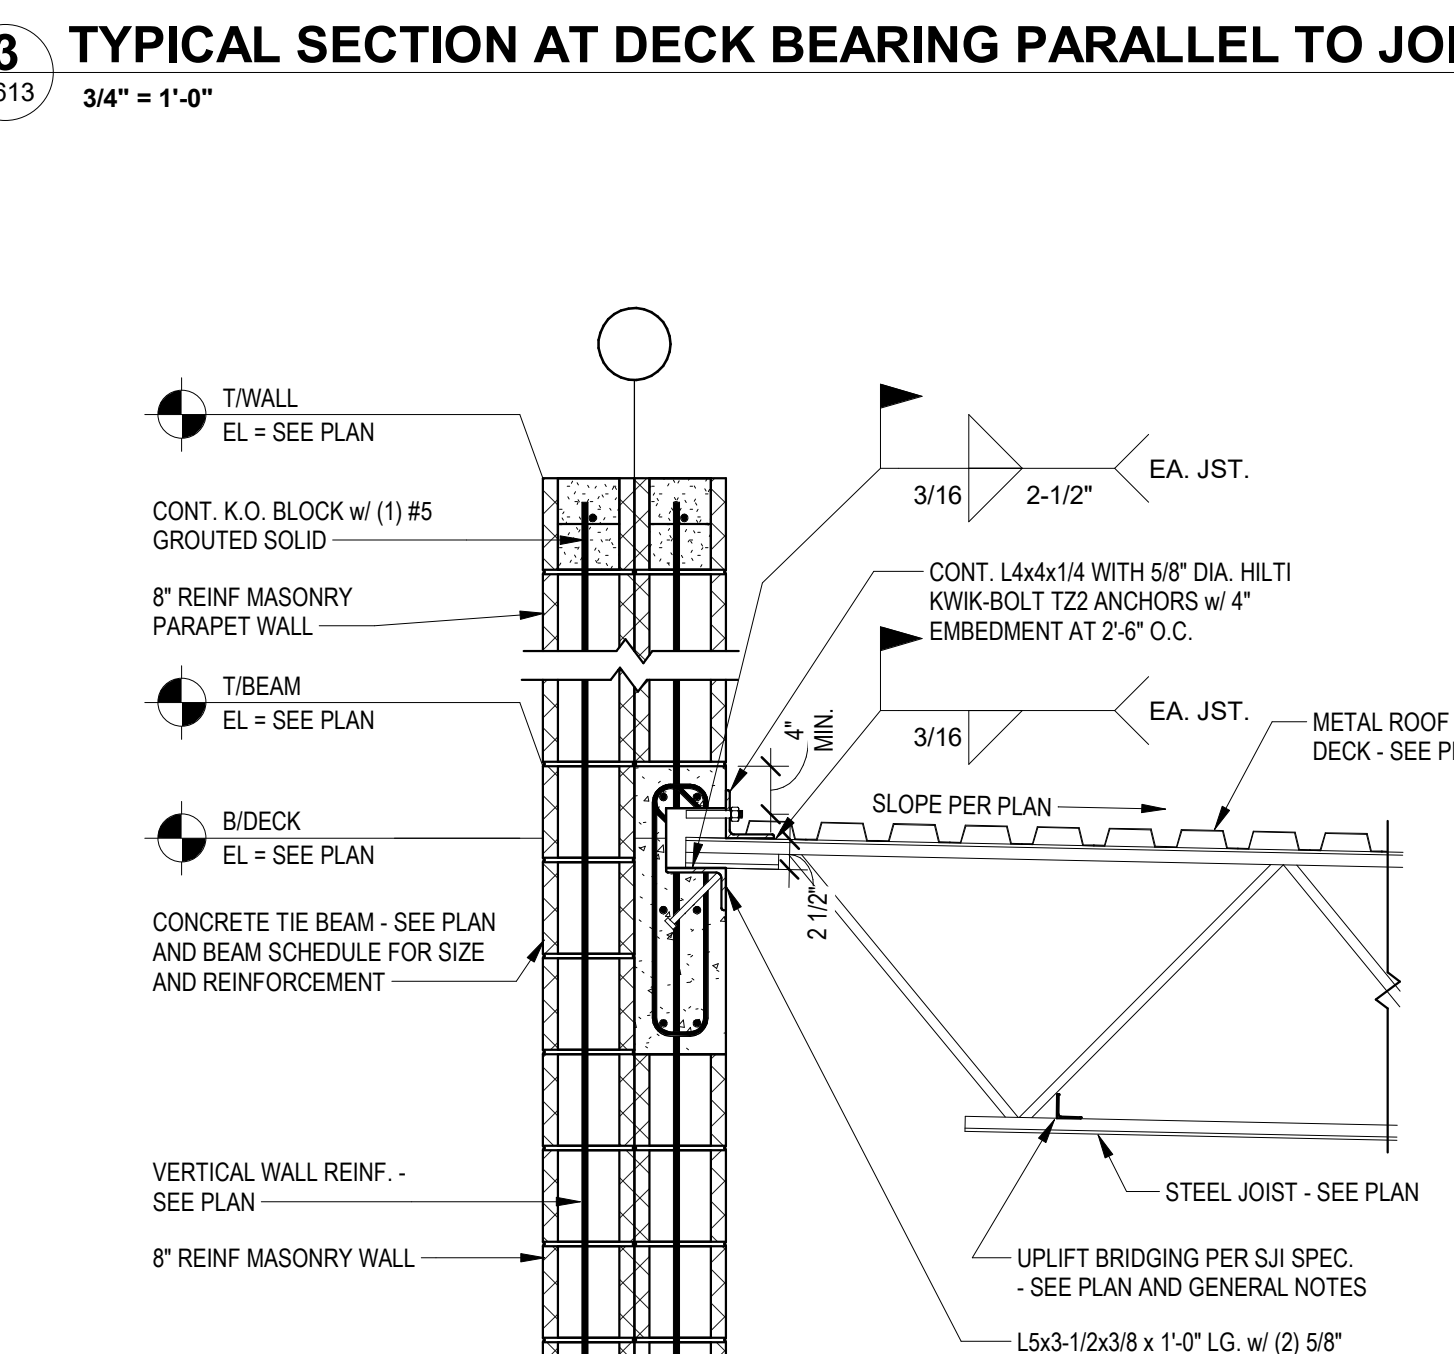 3
613
TYPICAL SECTION AT DECK BEARING PARALLEL TO
3/4" = 1'-0"
T/WALL
EL = SEE PLAN
CONT. K.O. BLOCK w/ (1) #5
GROUTED SOLID
8" REINF MASONRY
PARAPET WALL
T/BEAM
EL = SEE PLAN
B/DECK
EL = SEE PLAN
CONCRETE TIE BEAM - SEE PLAN
AND BEAM SCHEDULE FOR SIZE
AND REINFORCEMENT
VERTICAL WALL REINF. -
SEE PLAN
8" REINF MASONRY WALL
3/16
2-1/2"
EA. JST.
CONT. L4x4x1/4 WITH 5/8" DIA. HILTI
KWIK-BOLT TZ2 ANCHORS w/ 4"
EMBEDMENT AT 2'-6" O.C.
3/16
EA. JST.
4"
MIN.
METAL ROOF
DECK - SEE
SLOPE PER PLAN
2 1/2"
STEEL JOIST - SEE PLAN
UPLIFT BRIDGING PER SJI SPEC.
- SEE PLAN AND GENERAL NOTES
L5x3-1/2x3/8 x 1'-0" LG. w/ (2) 5/8"